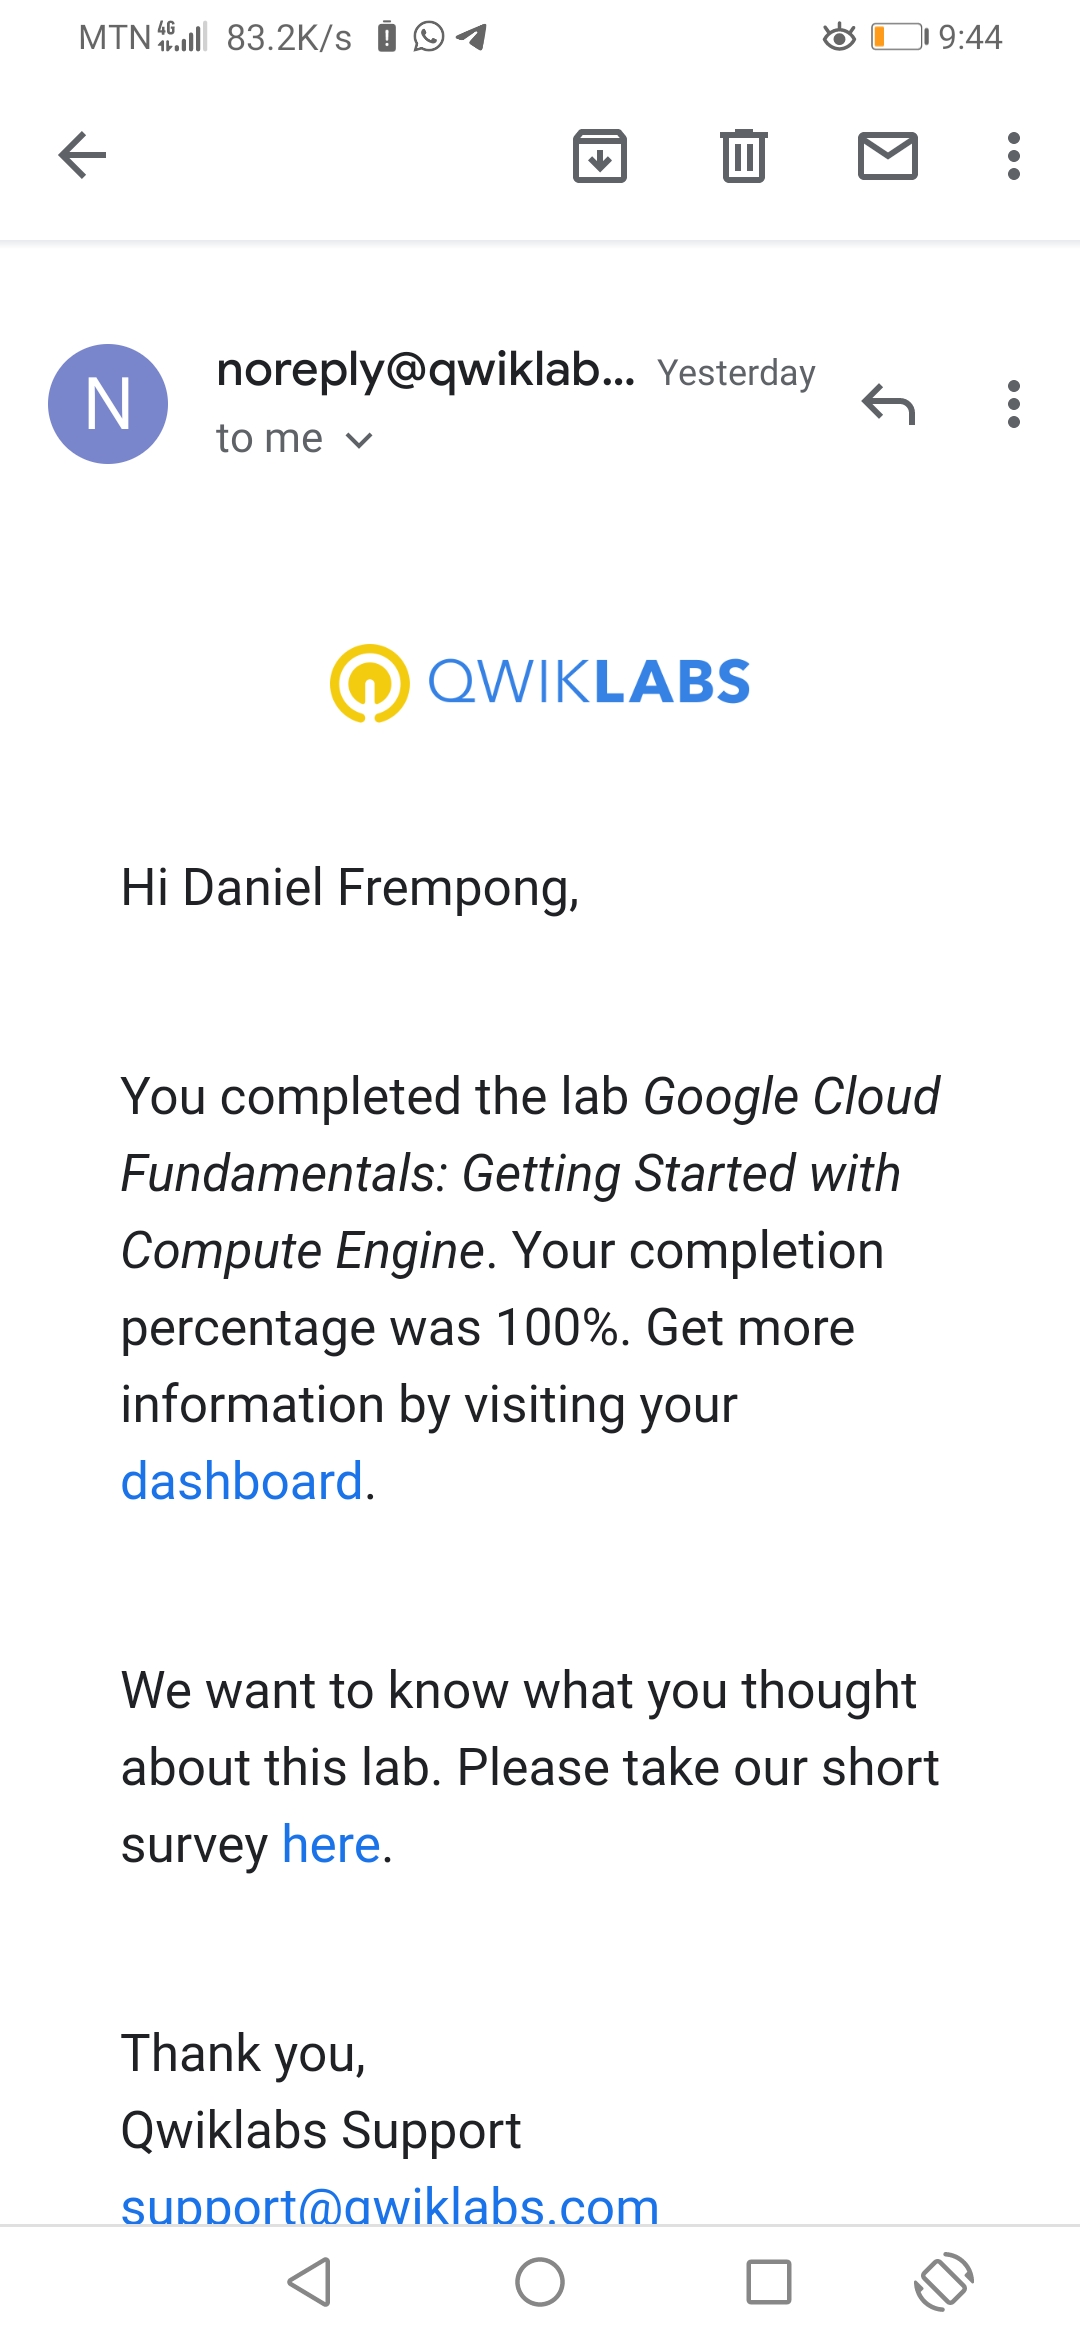 MTN 4G 83.2K/s 9:44
noreply@qwiklab... Yesterday
to me
N
QWIKLABS
Hi Daniel Frempong,
You completed the lab Google Cloud
Fundamentals: Getting Started with
Compute Engine. Your completion
percentage was 100%. Get more
information by visiting your
dashboard.
We want to know what you thought
about this lab. Please take our short
survey here.
Thank you,
Qwiklabs Support
support@qwiklabs.com